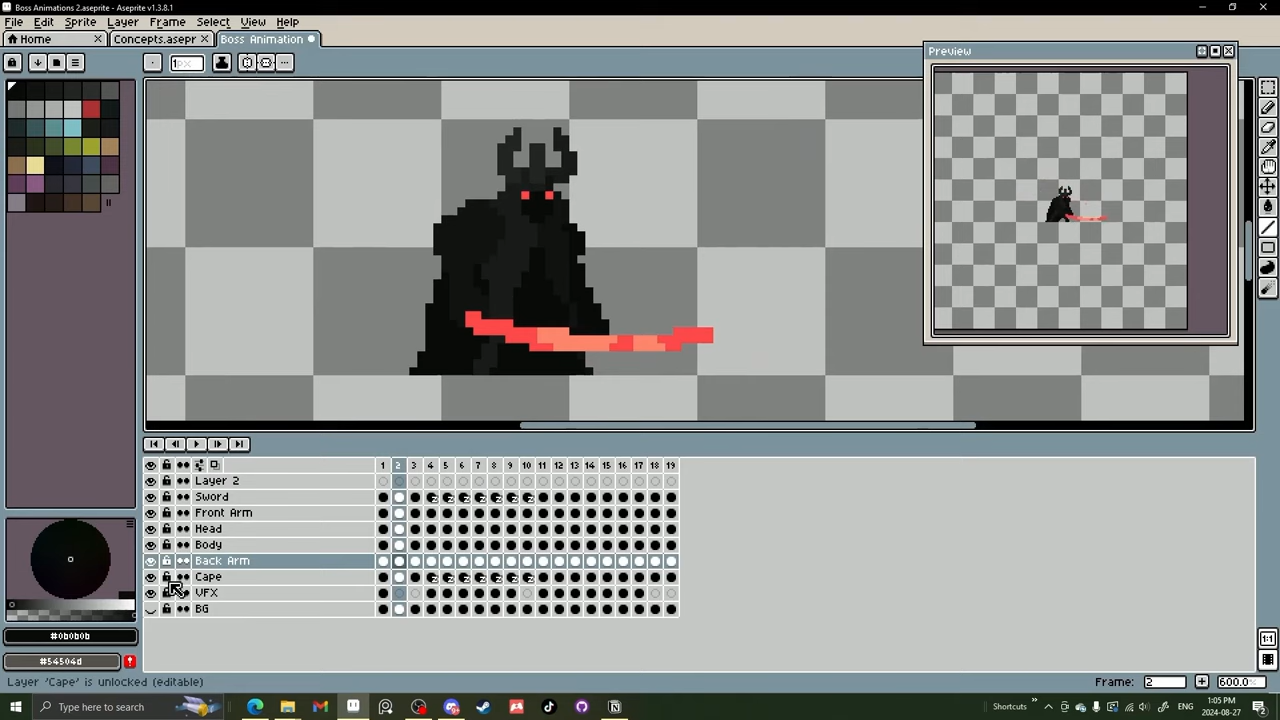 Boss Animations 2.aseprite - Aseprite v1.3.8.1
File Edit Sprite Layer Frame Select View Help
Home Concepts.asepr Boss Animation
1px
Preview
1 2 3 4 5 6 7 8 9 10 11 12 13 14 15 16 17 18 19
Layer 2
Sword
Front Arm
Head
Body
Back Arm
Cape
VFX
BG
1:1
#0b0b0b
#54504d
Layer 'Cape' is unlocked (editable)
Frame: 2 600.0
Type here to search
Shortcuts
1:05 PM
2024-08-27